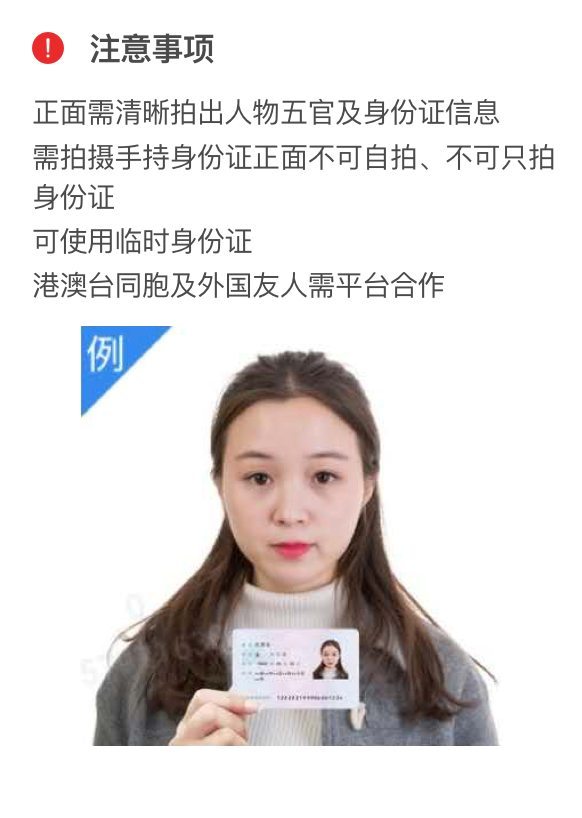 注意事项
正面需清晰拍出人物五官及身份证信息
需拍摄手持身份证正面不可自拍、不可只拍
身份证
可使用临时身份证
港澳台同胞及外国友人需平台合作
例